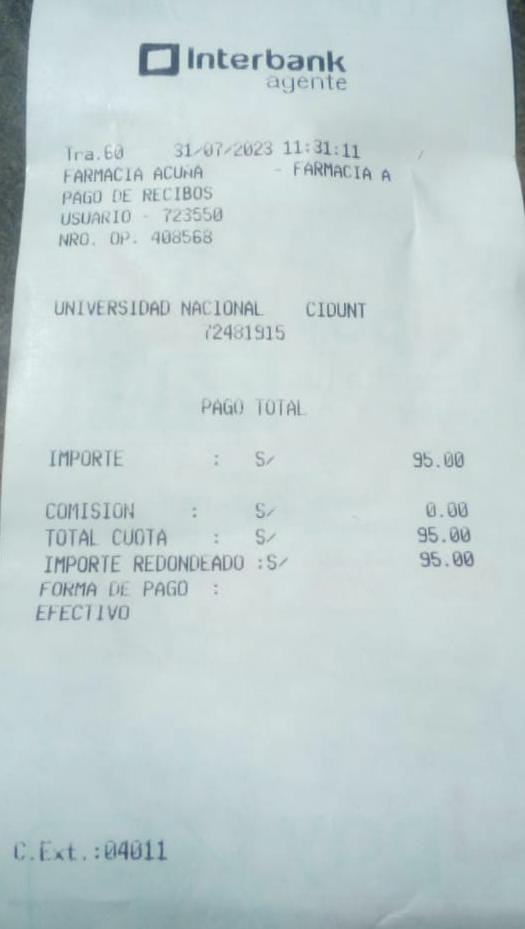 Interbank
agente
Tra.60 31/07/2023 11:31:11
FARMACIA ACUÑA - FARMACIA A
PAGO DE RECIBOS
USUARIO - 723550
NRO. OP. 408568
UNIVERSIDAD NACIONAL CIDUNT
72481915
PAGO TOTAL
IMPORTE : S/ 95.00
COMISION : S/ 0.00
TOTAL CUOTA : S/ 95.00
IMPORTE REDONDEADO :S/ 95.00
FORMA DE PAGO :
EFECTIVO
C.Ext.:04011